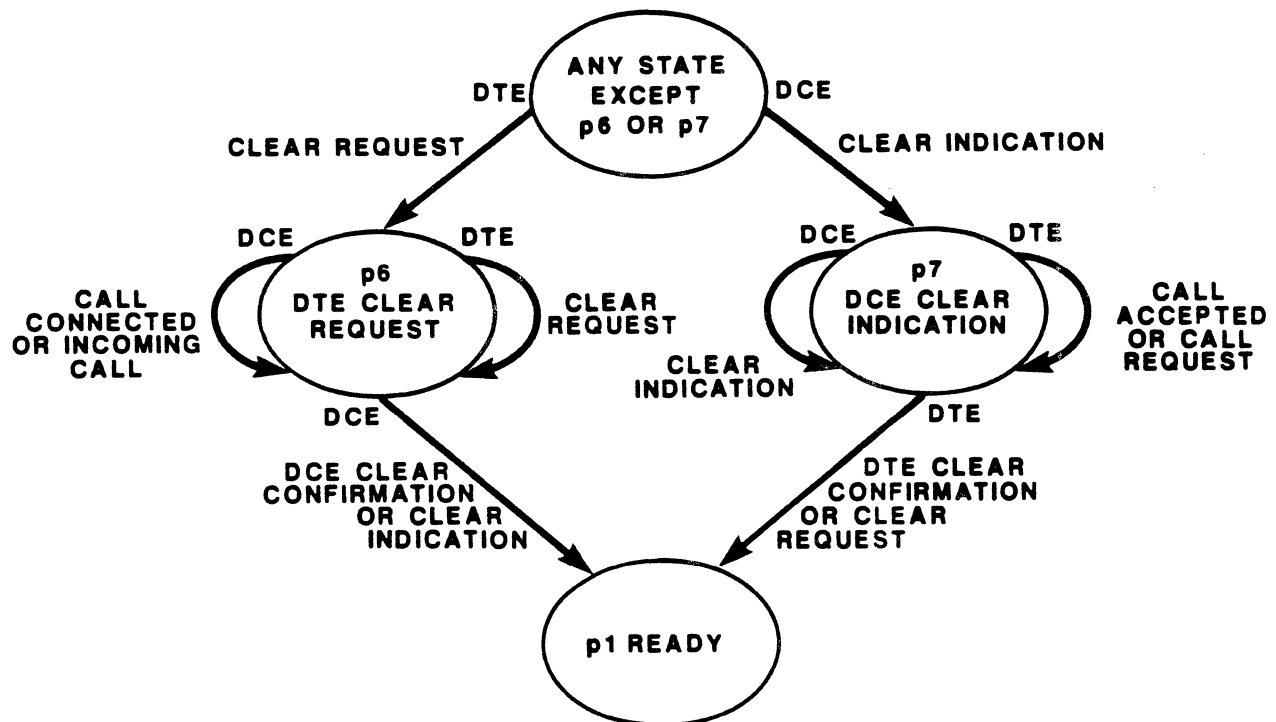 ANY STATE
EXCEPT
p6 OR p7
DTE
DCE
CLEAR REQUEST
CLEAR INDICATION
DCE
DTE
p6
DTE CLEAR
REQUEST
CALL
CONNECTED
OR INCOMING
CALL
CLEAR
REQUEST
DCE
DTE
p7
DCE CLEAR
INDICATION
CLEAR
INDICATION
CALL
ACCEPTED
OR CALL
REQUEST
DCE
DTE
DCE CLEAR
CONFIRMATION
OR CLEAR
INDICATION
DTE CLEAR
CONFIRMATION
OR CLEAR
REQUEST
p1 READY